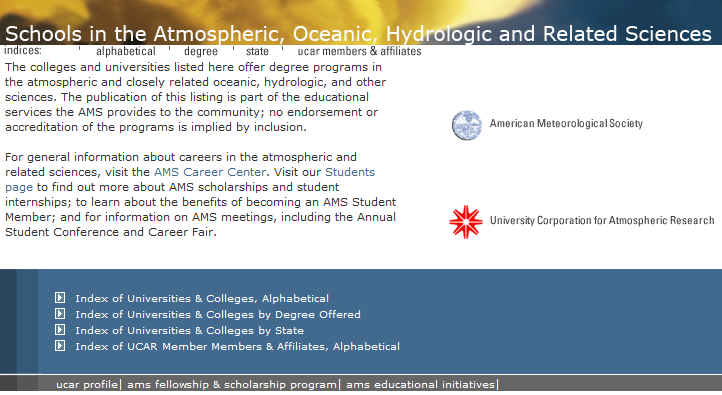 Schools in the Atmospheric, Oceanic, Hydrologic and Related Sciences
indices: alphabetical degree state ucar members & affiliates
The colleges and universities listed here offer degree programs in
the atmospheric and closely related oceanic, hydrologic, and other
sciences. The publication of this listing is part of the educational
services the AMS provides to the community; no endorsement or
accreditation of the programs is implied by inclusion.
For general information about careers in the atmospheric and
related sciences, visit the AMS Career Center. Visit our Students
page to find out more about AMS scholarships and student
internships; to learn about the benefits of becoming an AMS Student
Member; and for information on AMS meetings, including the Annual
Student Conference and Career Fair.
American Meteorological Society
University Corporation for Atmospheric Research
Index of Universities & Colleges, Alphabetical
Index of Universities & Colleges by Degree Offered
Index of Universities & Colleges by State
Index of UCAR Member Members & Affiliates, Alphabetical
ucar profile| ams fellowship & scholarship program| ams educational initiatives|